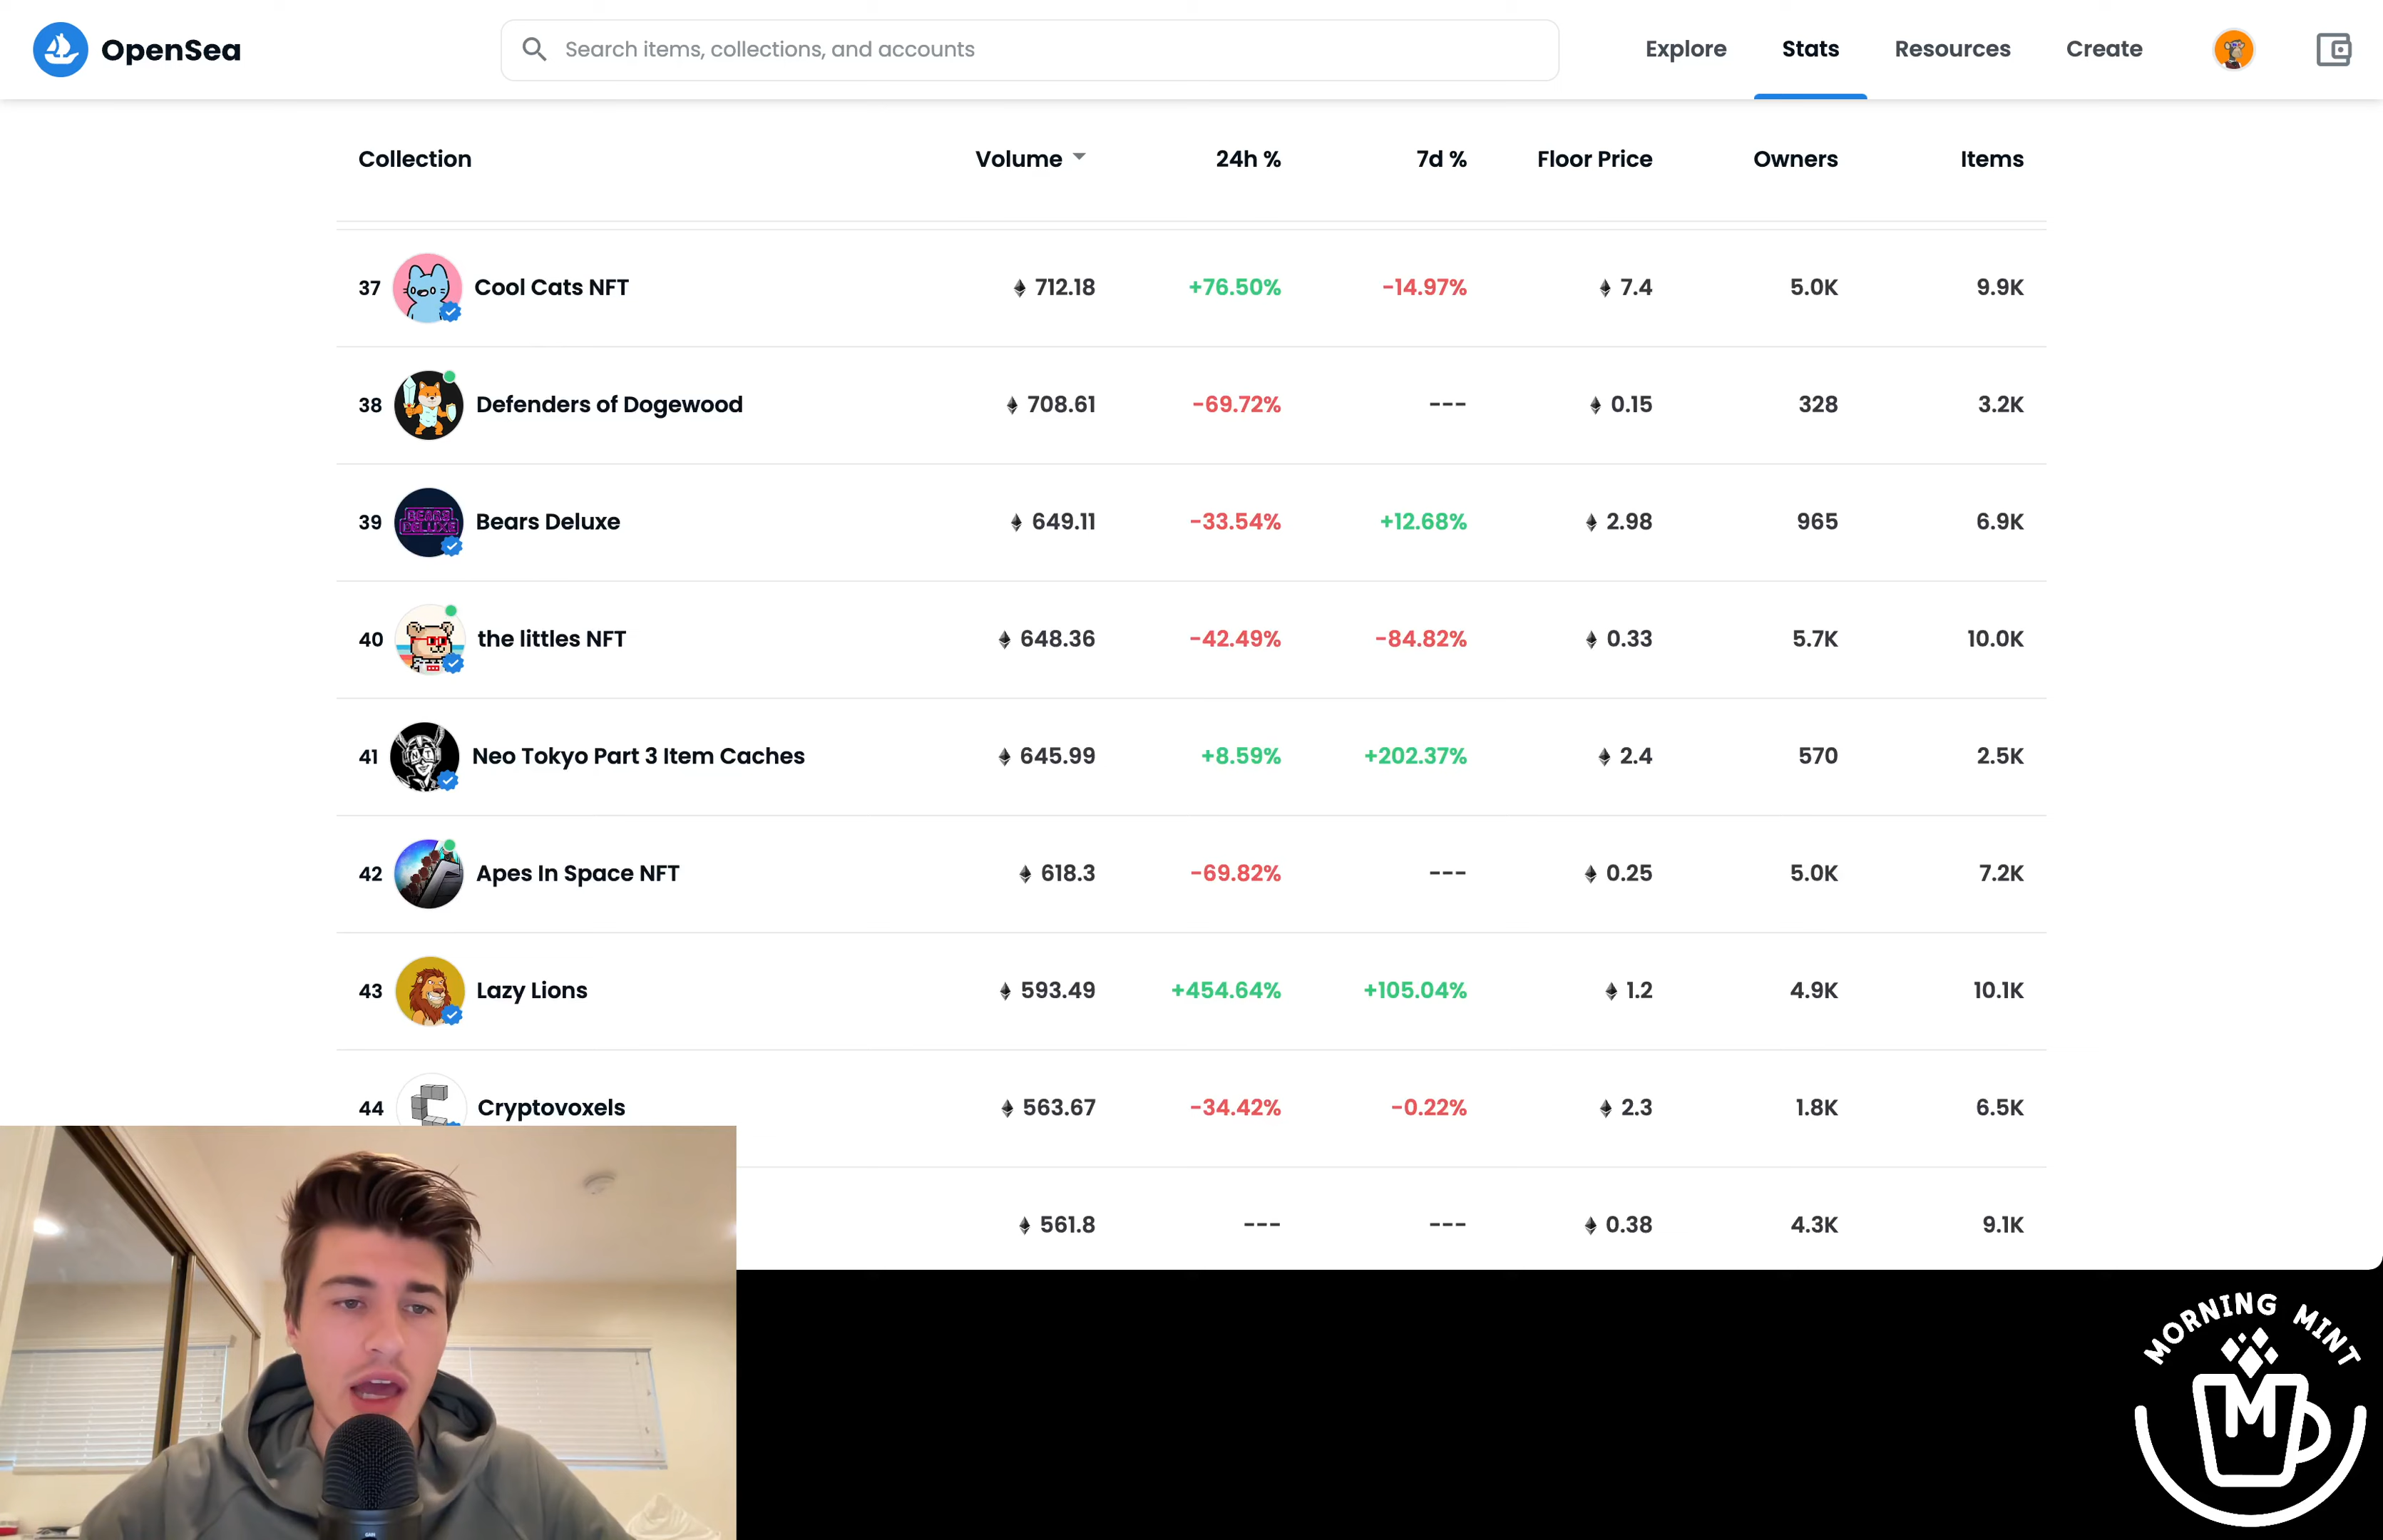 OpenSea
Search items, collections, and accounts
Explore Stats Resources Create
Collection Volume 24h % 7d % Floor Price Owners Items
37 Cool Cats NFT 712.18 +76.50% -14.97% 7.4 5.0K 9.9K
38 Defenders of Dogewood 708.61 -69.72% --- 0.15 328 3.2K
BEARS
DELUXE
39 Bears Deluxe 649.11 -33.54% +12.68% 2.98 965 6.9K
40 the littles NFT 648.36 -42.49% -84.82% 0.33 5.7K 10.0K
41 Neo Tokyo Part 3 Item Caches 645.99 +8.59% +202.37% 2.4 570 2.5K
42 Apes In Space NFT 618.3 -69.82% --- 0.25 5.0K 7.2K
43 Lazy Lions 593.49 +454.64% +105.04% 1.2 4.9K 10.1K
44 Cryptovoxels 563.67 -34.42% -0.22% 2.3 1.8K 6.5K
561.8 --- --- 0.38 4.3K 9.1K
MORNING MINT
M